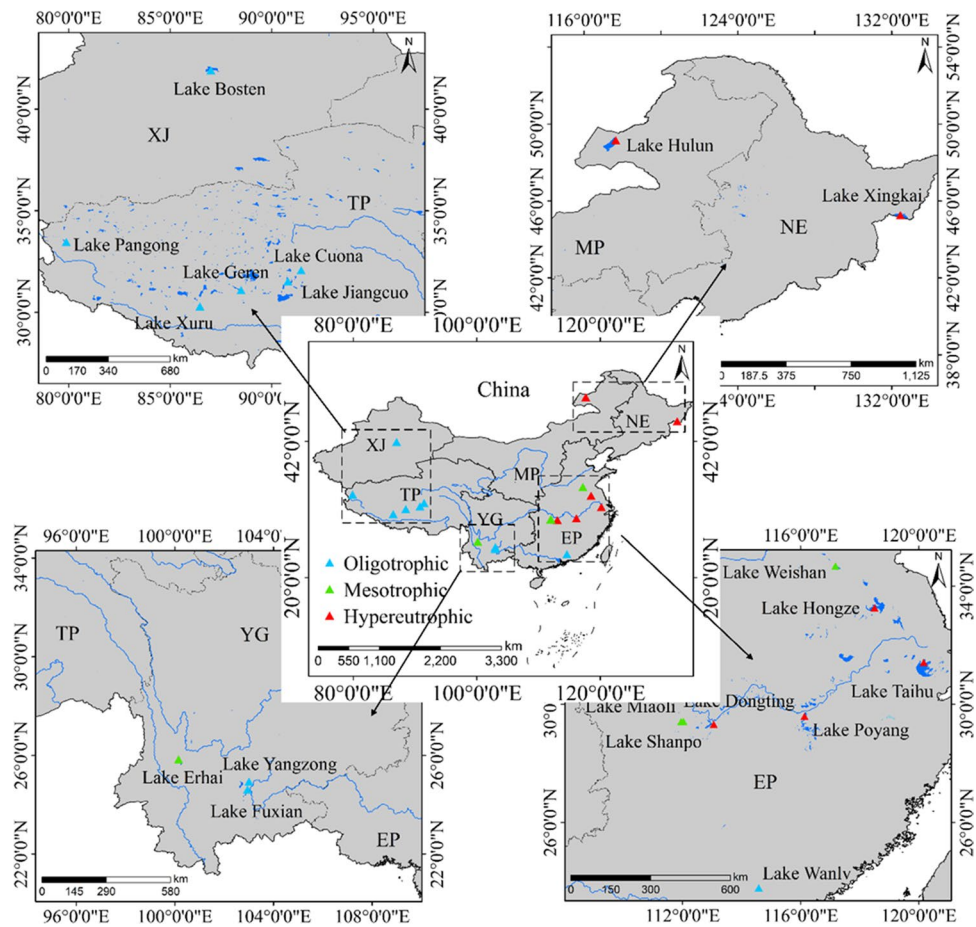 80°0'0"E 85°0'0"E 90°0'0"E 95°0'0"E
N
Lake Bosten
XJ
TP
Lake Pangong
Lake Cuona
Lake Geren
Lake Jiangcuo
Lake Xuru
40°0'0"N
35°0'0"N
30°0'0"N
40°0'0"N
35°0'0"N
30°0'0"N
0 170 340 680 km
80°0'0"E 85°0'0"E 90°0'0"E
116°0'0"E 124°0'0"E 132°0'0"E
N
Lake Hulun
Lake Xingkai
NE
MP
50°0'0"N
46°0'0"N
42°0'0"N
54°0'0"N
50°0'0"N
46°0'0"N
42°0'0"N
38°0'0"N
0 187.5 375 750 1,125 km
132°0'0"E
80°0'0"E 100°0'0"E 120°0'0"E
N
China
XJ
NE
MP
TP
YG
EP
Oligotrophic
Mesotrophic
Hypereutrophic
42°0'0"N
20°0'0"N
42°0'0"N
20°0'0"N
0 550 1,100 2,200 3,300 km
80°0'0"E 100°0'0"E 120°0'0"E
96°0'0"E 100°0'0"E
TP
YG
Lake Yangzong
Lake Erhai
Lake Fuxian
EP
34°0'0"N
30°0'0"N
26°0'0"N
22°0'0"N
26°0'0"N
22°0'0"N
0 145 290 580 km
96°0'0"E 100°0'0"E 104°0'0"E 108°0'0"E
116°0'0"E 120°0'0"E
N
Lake Weishan
Lake Hongze
Lake Taihu
Lake Miaoli
Dongting
Lake Shanpo
Lake Poyang
EP
Lake Wanlv
26°0'0"N
34°0'0"N
30°0'0"N
26°0'0"N
0 150 300 600 km
112°0'0"E 116°0'0"E 120°0'0"E